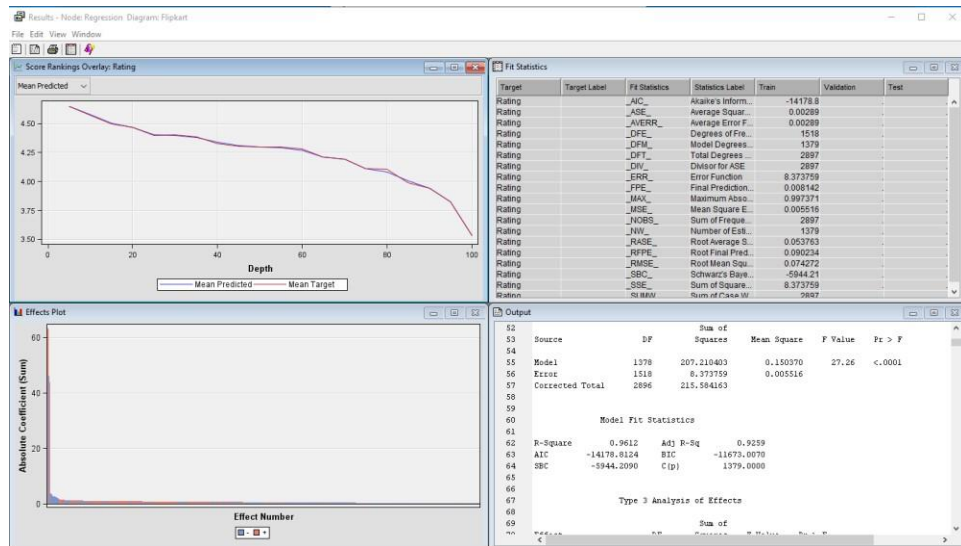 Results - Node: Regression Diagram: Flipkart
File Edit View Window
Score Rankings Overlay: Rating
Mean Predicted
4.50
4.25
4.00
3.75
3.50
0 20 40 60 80 100
Depth
Mean Predicted Mean Target
Fit Statistics
Target Target Label Fit Statistics Statistics Label Train Validation Test
Rating _AIC_ Akaike's Inform... -14178.8 . .
Rating _ASE_ Average Squar... 0.00289 . .
Rating _AVERR_ Average Error F... 0.00289 . .
Rating _DFE_ Degrees of Fre... 1518 . .
Rating _DFM_ Model Degrees... 1379 . .
Rating _DFT_ Total Degrees ... 2897 . .
Rating _DIV_ Divisor for ASE 2897 . .
Rating _ERR_ Error Function 8.373759 . .
Rating _FPE_ Final Prediction... 0.008142 . .
Rating _MAX_ Maximum Abso... 0.997371 . .
Rating _MSE_ Mean Square E... 0.005516 . .
Rating _NOBS_ Sum of Freque... 2897 . .
Rating _NW_ Number of Esti... 1379 . .
Rating _RASE_ Root Average S... 0.053763 . .
Rating _RFPE_ Root Final Pred... 0.090234 . .
Rating _RMSE_ Root Mean Squ... 0.074272 . .
Rating _SBC_ Schwarz's Baye... -5944.21 . .
Rating _SSE_ Sum of Square... 8.373759 . .
Rating _SUMW_ Sum of Case W... 2897
Effects Plot
Absolute Coefficient (Sum)
60
40
20
0
Effect Number
- +
Output
52 Sum of
53 Source DF Squares Mean Square F Value Pr > F
54
55 Model 1378 207.210403 0.150370 27.26 <.0001
56 Error 1518 8.373759 0.005516
57 Corrected Total 2896 215.584163
58
59
60 Model Fit Statistics
61
62 R-Square 0.9612 Adj R-Sq 0.9259
63 AIC -14178.8124 BIC -11673.0070
64 SBC -5944.2090 C(p) 1379.0000
65
66
67 Type 3 Analysis of Effects
68
69 Sum of
70 Effect DF Squares F Value Pr > F